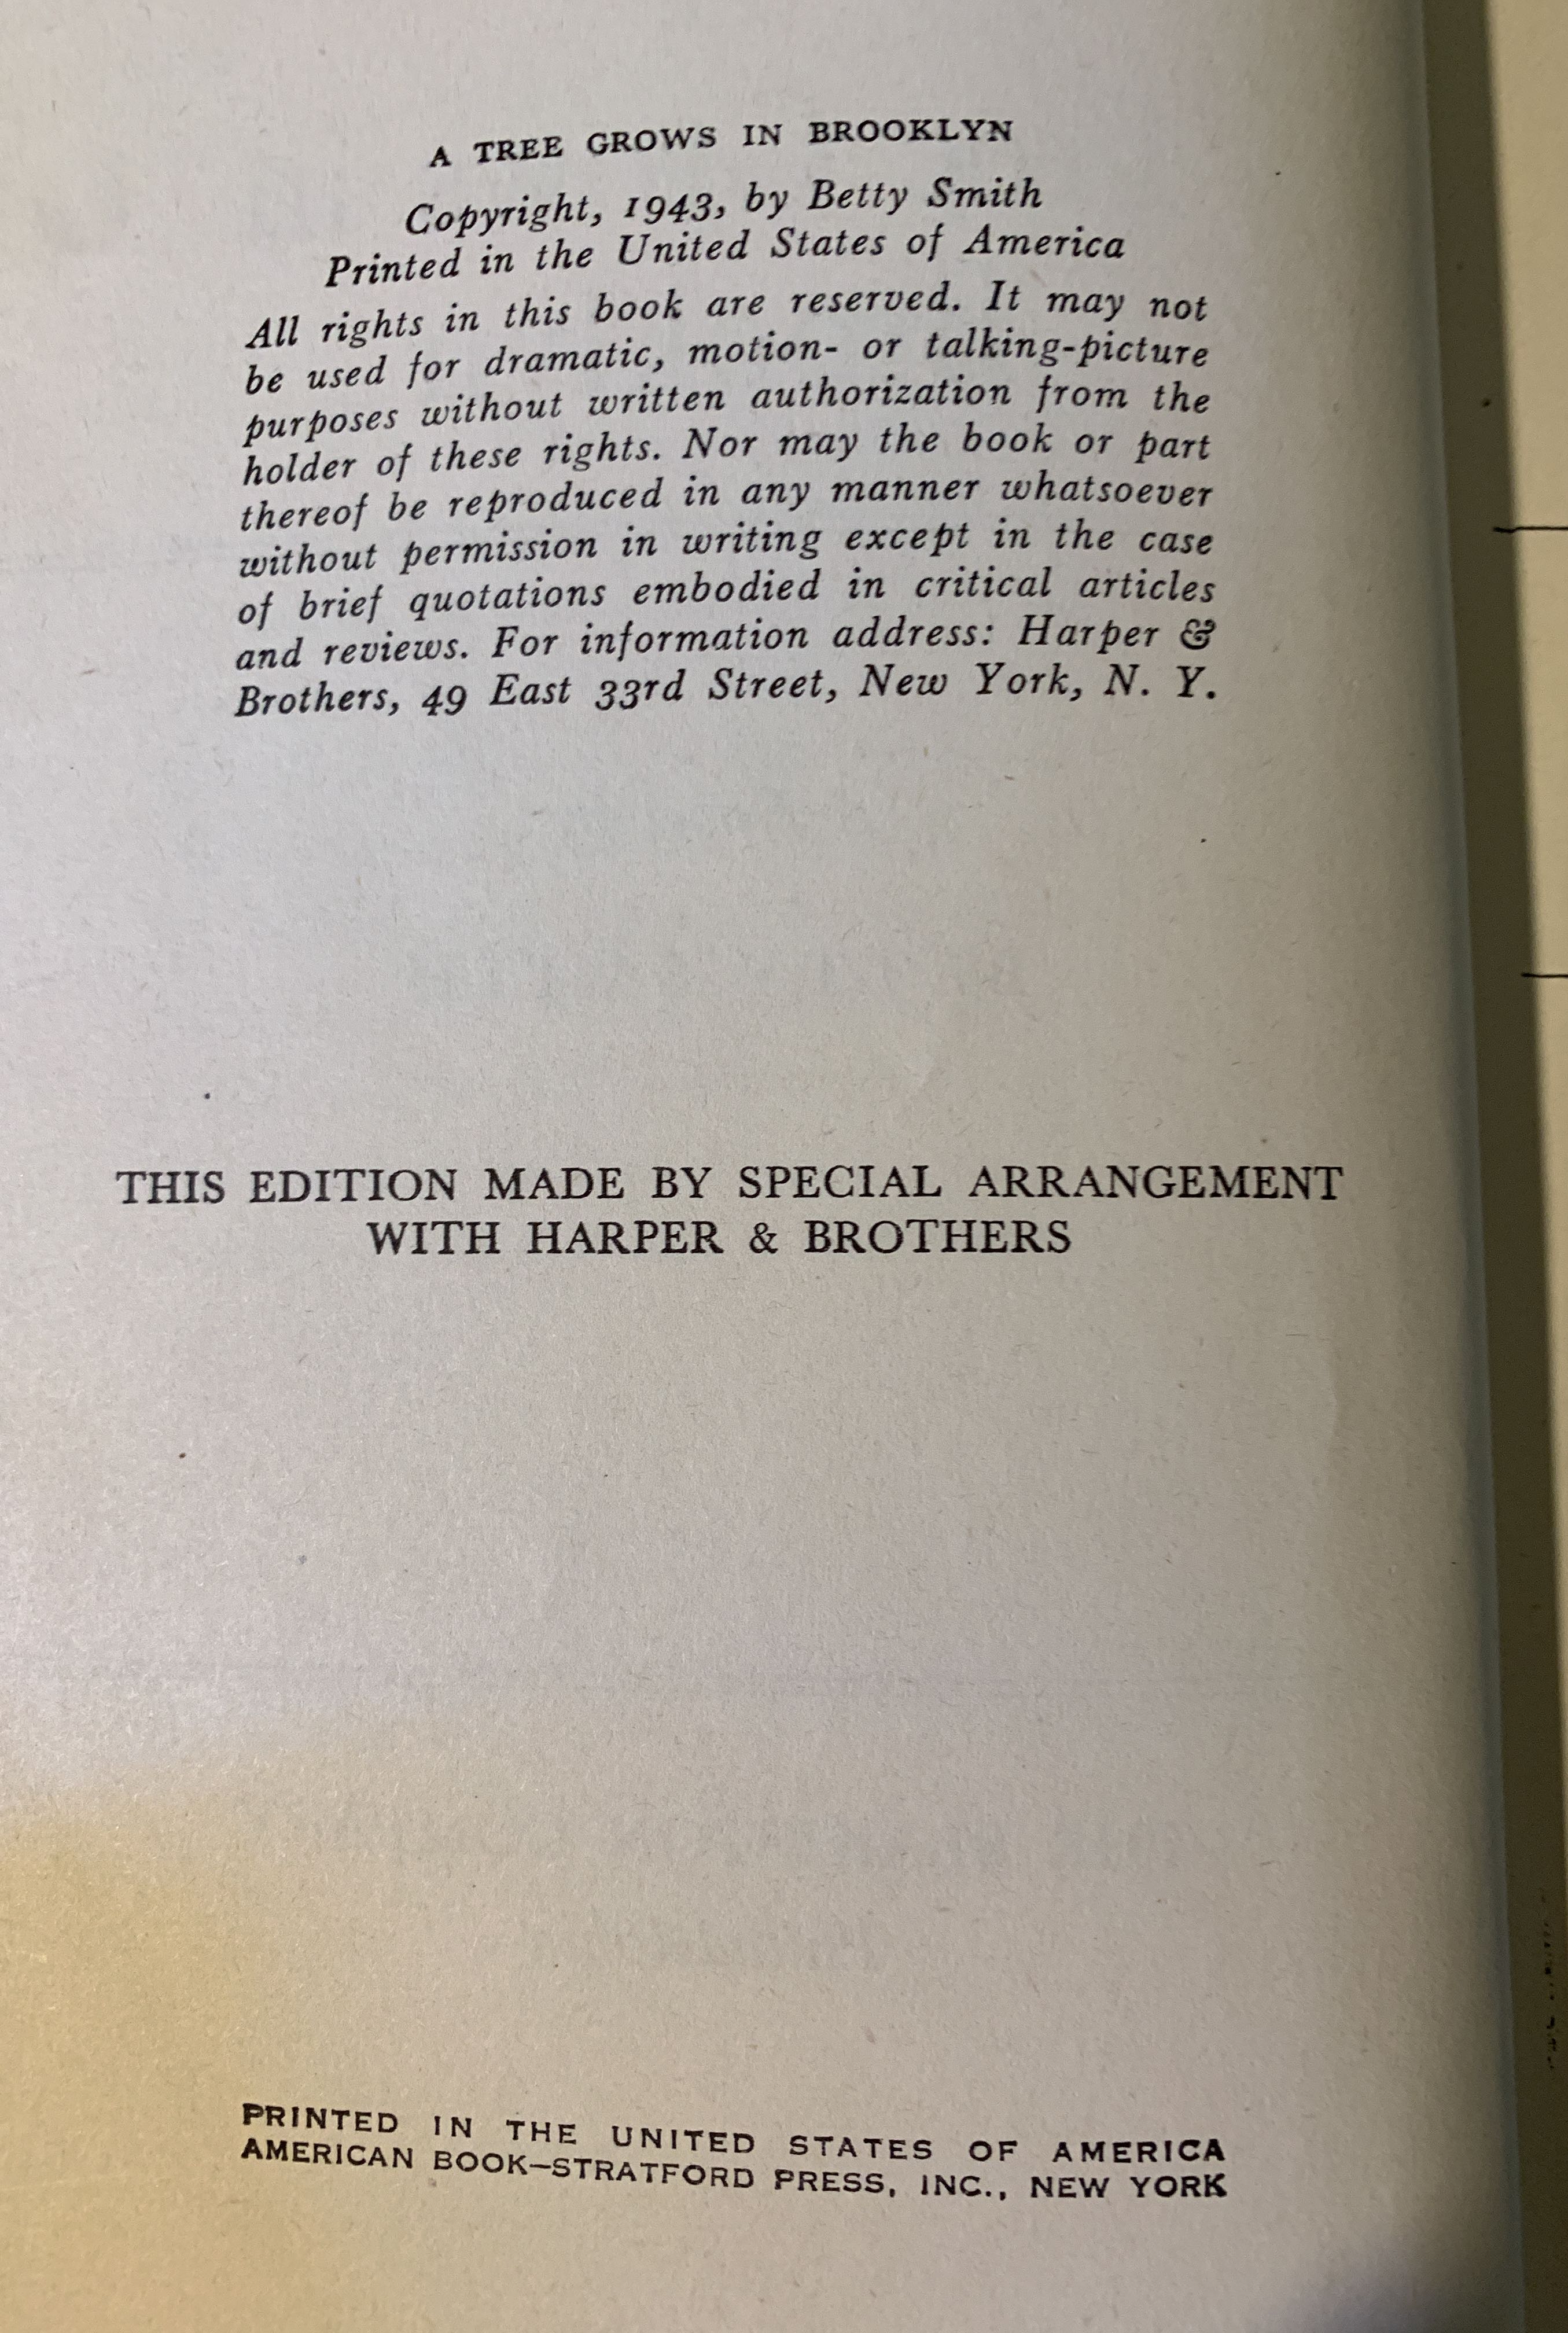 A TREE GROWS IN BROOKLYN
Copyright, 1943, by Betty Smith
Printed in the United States of America
All rights in this book are reserved. It may not
be used for dramatic, motion- or talking-picture
purposes without written authorization from the
holder of these rights. Nor may the book or part
thereof be reproduced in any manner whatsoever
without permission in writing except in the case
of brief quotations embodied in critical articles
and reviews. For information address: Harper &
Brothers, 49 East 33rd Street, New York, N. Y.
THIS EDITION MADE BY SPECIAL ARRANGEMENT
WITH HARPER & BROTHERS
PRINTED IN THE UNITED STATES OF AMERICA
AMERICAN BOOK–STRATFORD PRESS, INC., NEW YORK